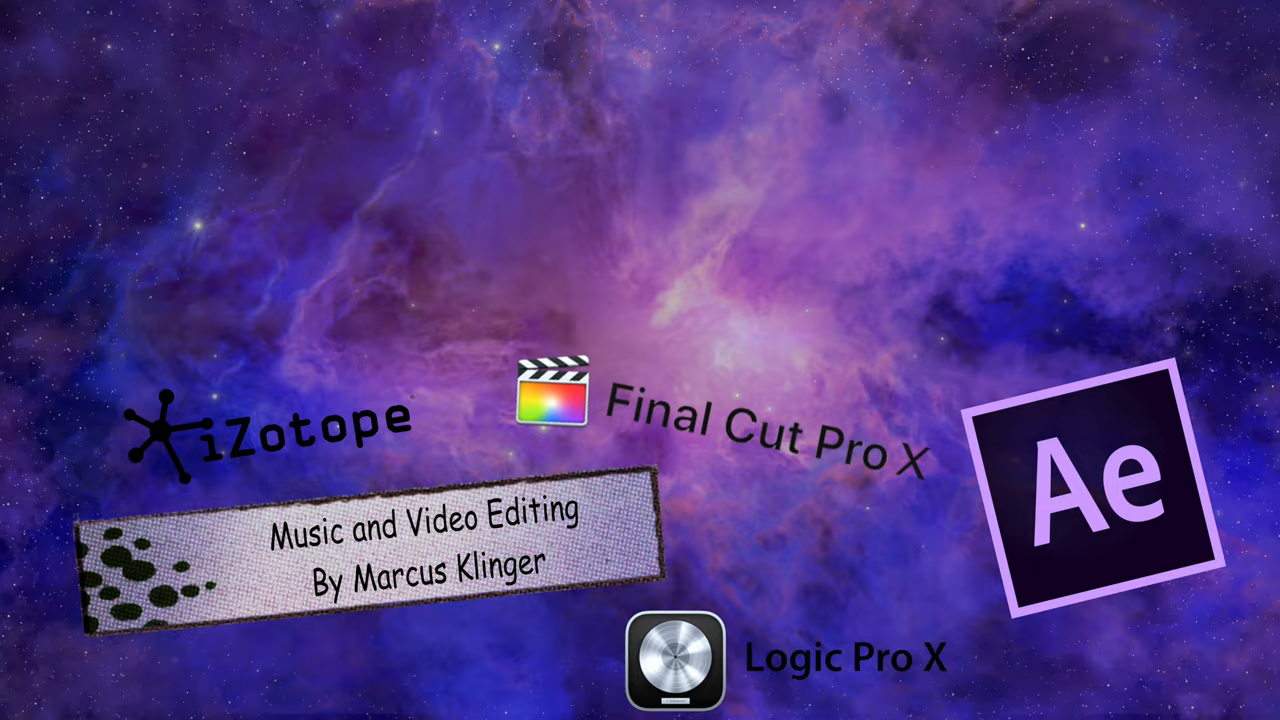 iZotope
Final Cut Pro X
Ae
Music and Video Editing
By Marcus Klinger
Logic Pro X